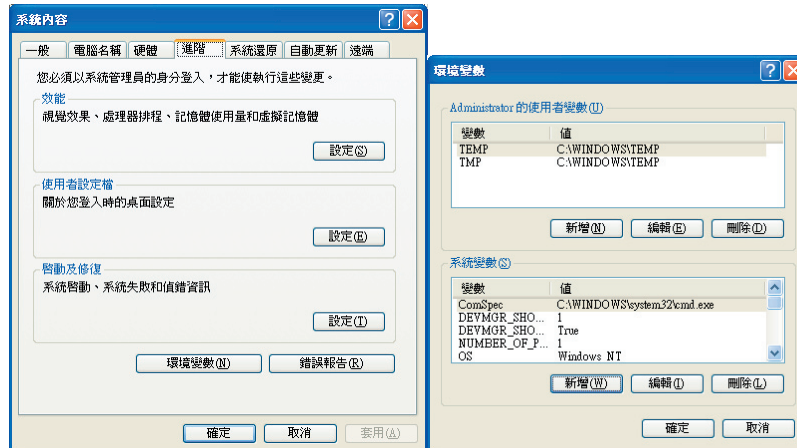 系統內容
一般 電腦名稱 硬體 進階 系統還原 自動更新 遠端
您必須以系統管理員的身分登入，才能使執行這些變更。
效能
視覺效果、處理器排程、記憶體使用量和虛擬記憶體
設定(S)
使用者設定檔
關於您登入時的桌面設定
設定(E)
啟動及修復
系統啟動、系統失敗和偵錯資訊
設定(T)
環境變數(N) 錯誤報告(R)
確定 取消 套用(A)
環境變數
Administrator 的使用者變數(U)
變數 值
TEMP C:\WINDOWS\TEMP
TMP C:\WINDOWS\TEMP
新增(N) 編輯(E) 刪除(D)
系統變數(S)
變數 值
ComSpec C:\WINDOWS\system32\cmd.exe
DEVMGR_SHO... 1
DEVMGR_SHO... True
NUMBER_OF_P... 1
OS Windows_NT
新增(W) 編輯(I) 刪除(L)
確定 取消